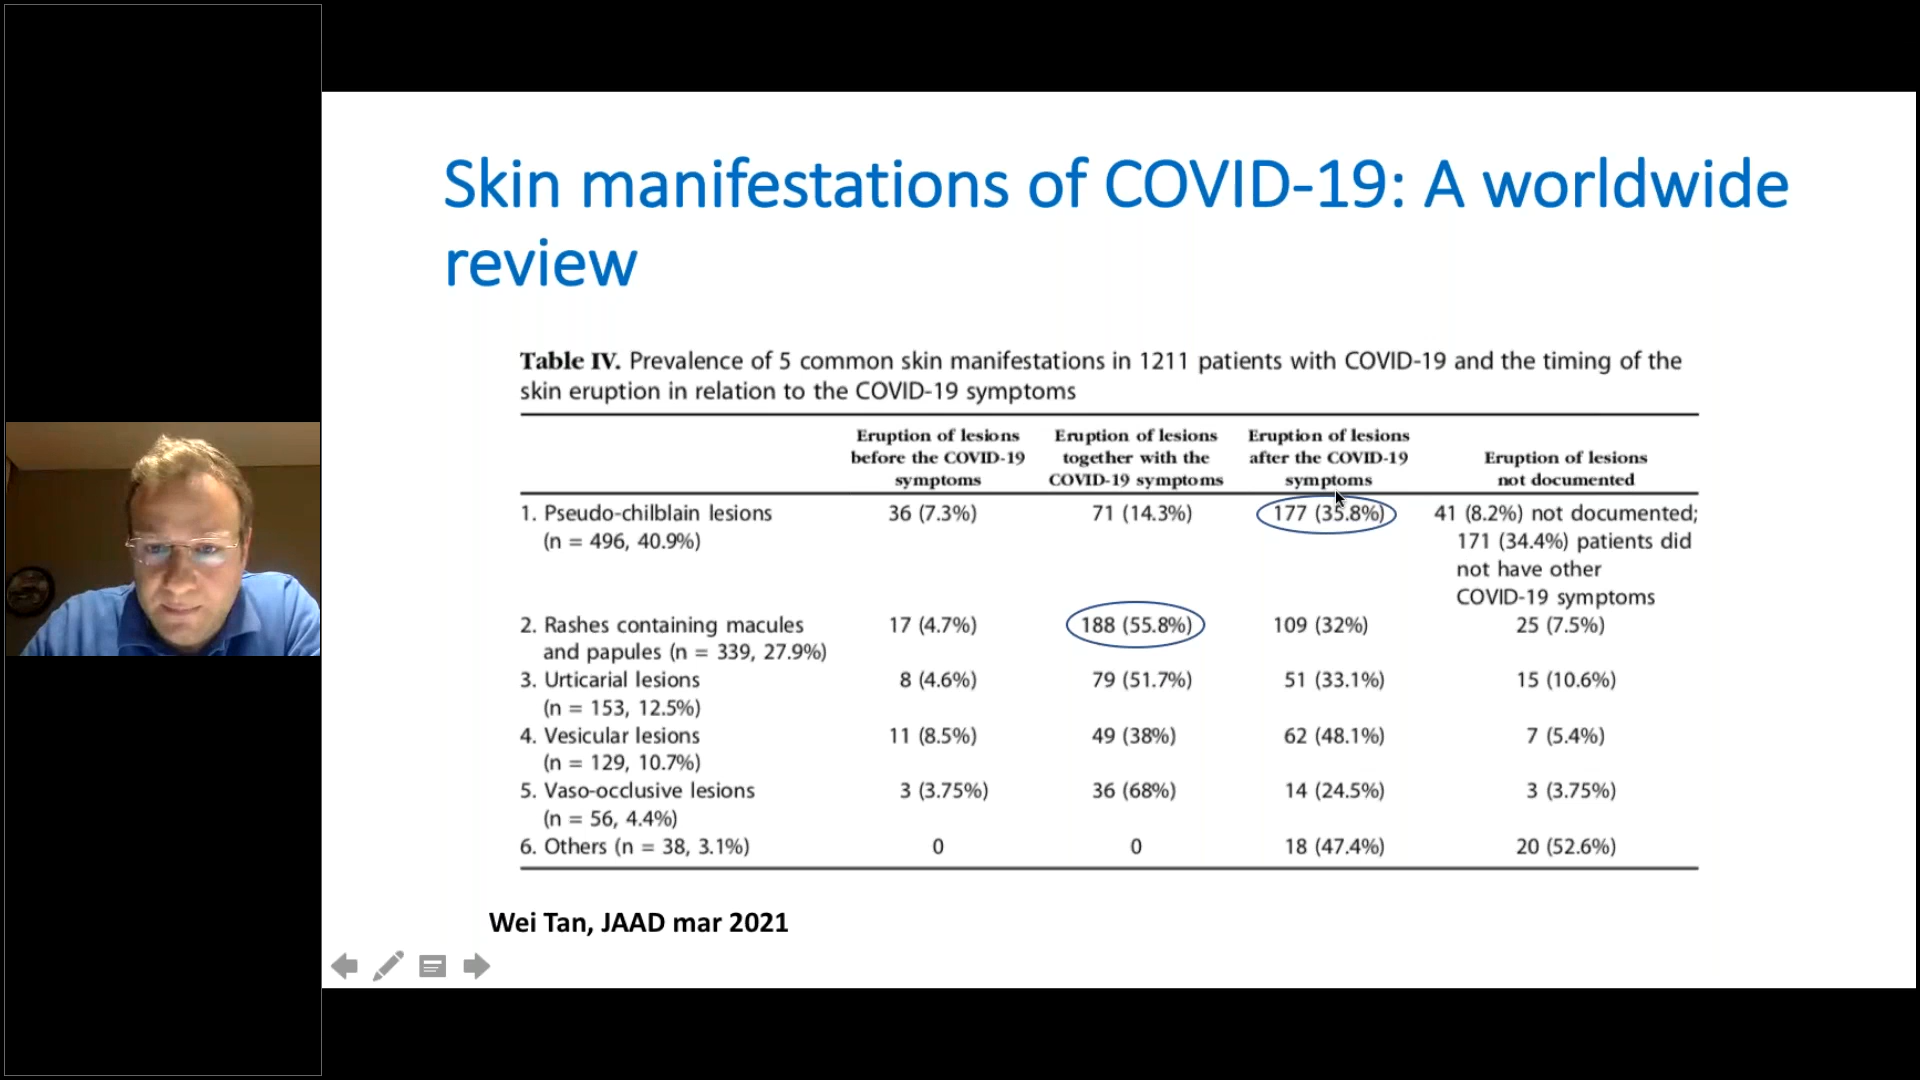 Skin manifestations of COVID-19: A worldwide
review
Table IV. Prevalence of 5 common skin manifestations in 1211 patients with COVID-19 and the timing of the
skin eruption in relation to the COVID-19 symptoms
Eruption of lesions before the COVID-19 symptoms
Eruption of lesions together with the COVID-19 symptoms
Eruption of lesions after the COVID-19 symptoms
Eruption of lesions not documented
1. Pseudo-chilblain lesions 36 (7.3%) 71 (14.3%) 177 (35.8%) 41 (8.2%) not documented;
(n = 496, 40.9%) 171 (34.4%) patients did
not have other
COVID-19 symptoms
2. Rashes containing macules 17 (4.7%) 188 (55.8%) 109 (32%) 25 (7.5%)
and papules (n = 339, 27.9%)
3. Urticarial lesions 8 (4.6%) 79 (51.7%) 51 (33.1%) 15 (10.6%)
(n = 153, 12.5%)
4. Vesicular lesions 11 (8.5%) 49 (38%) 62 (48.1%) 7 (5.4%)
(n = 129, 10.7%)
5. Vaso-occlusive lesions 3 (3.75%) 36 (68%) 14 (24.5%) 3 (3.75%)
(n = 56, 4.4%)
6. Others (n = 38, 3.1%) 0 0 18 (47.4%) 20 (52.6%)
Wei Tan, JAAD mar 2021